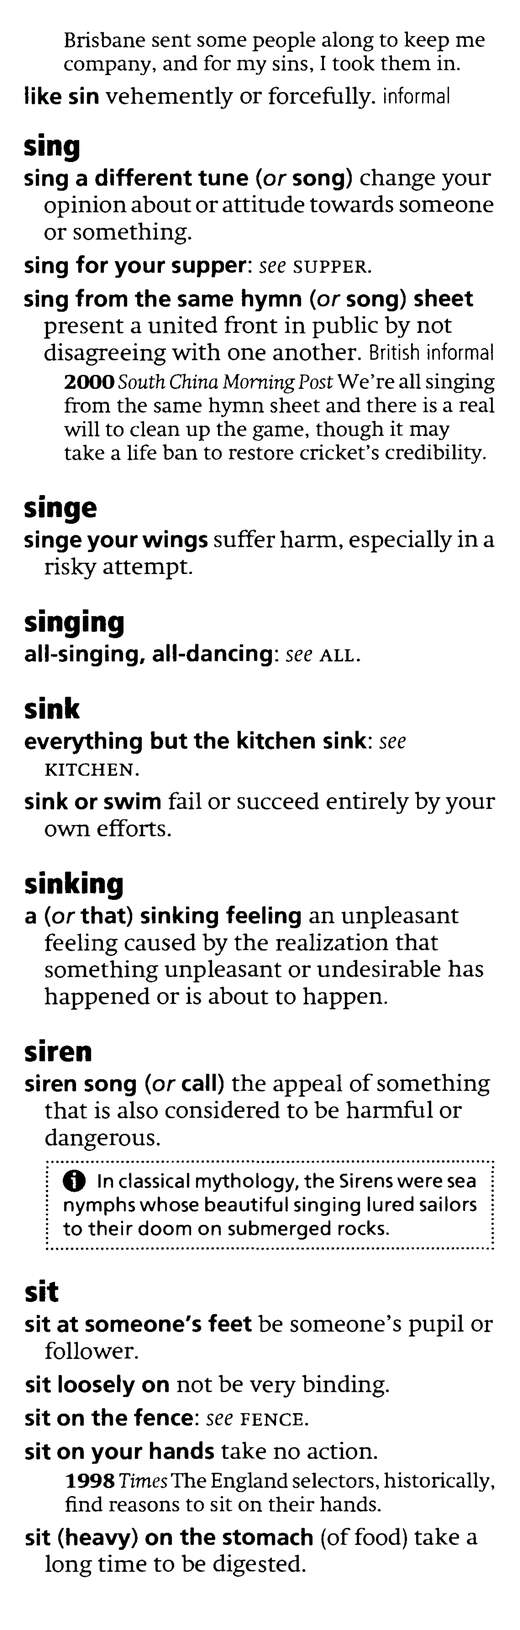 Brisbane sent some people along to keep me
company, and for my sins, I took them in.
like sin vehemently or forcefully. informal
sing
sing a different tune (or song) change your
opinion about or attitude towards someone
or something.
sing for your supper: see SUPPER.
sing from the same hymn (or song) sheet
present a united front in public by not
disagreeing with one another. British informal
2000 South China Morning Post We're all singing
from the same hymn sheet and there is a real
will to clean up the game, though it may
take a life ban to restore cricket's credibility.
singe
singe your wings suffer harm, especially in a
risky attempt.
singing
all-singing, all-dancing: see ALL.
sink
everything but the kitchen sink: see
KITCHEN.
sink or swim fail or succeed entirely by your
own efforts.
sinking
a (or that) sinking feeling an unpleasant
feeling caused by the realization that
something unpleasant or undesirable has
happened or is about to happen.
siren
siren song (or call) the appeal of something
that is also considered to be harmful or
dangerous.
i In classical mythology, the Sirens were sea
nymphs whose beautiful singing lured sailors
to their doom on submerged rocks.
sit
sit at someone's feet be someone's pupil or
follower.
sit loosely on not be very binding.
sit on the fence: see FENCE.
sit on your hands take no action.
1998 Times The England selectors, historically,
find reasons to sit on their hands.
sit (heavy) on the stomach (of food) take a
long time to be digested.